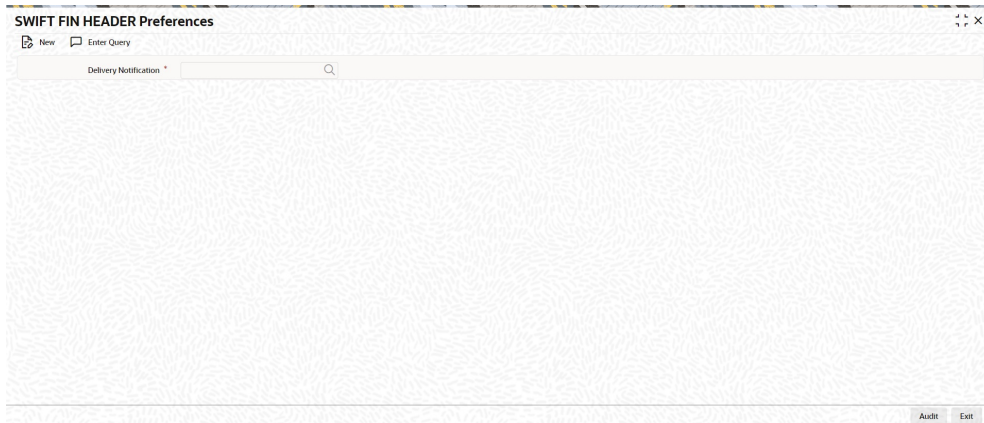 SWIFT FIN HEADER Preferences
New Enter Query
Delivery Notification *
Audit Exit